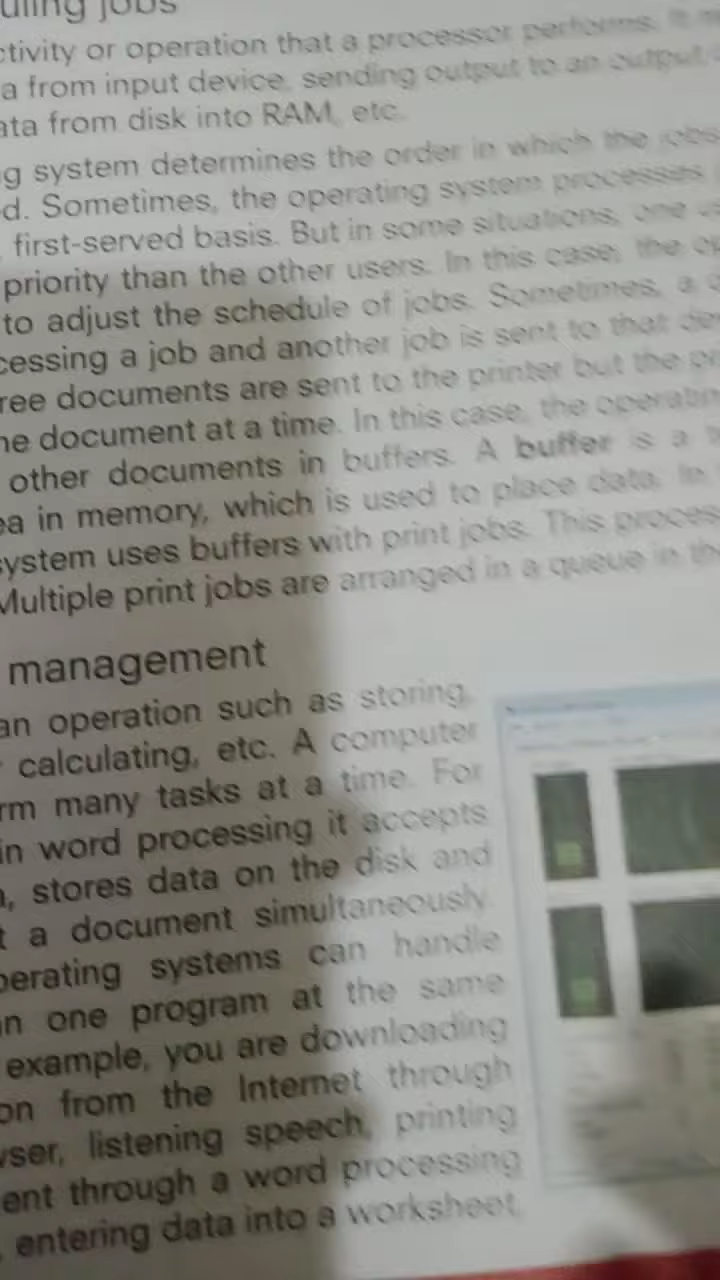 uling jobs
ctivity or operation that a processor performs. It
a from input device, sending output to an output
ata from disk into RAM, etc.
g system determines the order in which the jobs
d. Sometimes, the operating system processes
first-served basis. But in some situations, one
priority than the other users. In this case, the
to adjust the schedule of jobs. Sometimes, a
cessing a job and another job is sent to that
ree documents are sent to the printer but the
ne document at a time. In this case, the operatin
other documents in buffers. A buffer is a
ea in memory, which is used to place data. In
system uses buffers with print jobs. This proces
Multiple print jobs are arranged in a queue in th
management
an operation such as storing,
calculating, etc. A computer
rm many tasks at a time. For
in word processing it accepts
, stores data on the disk and
t a document simultaneously.
perating systems can handle
n one program at the same
example, you are downloading
on from the Internet through
wser, listening speech, printing
ent through a word processing
, entering data into a worksheet,